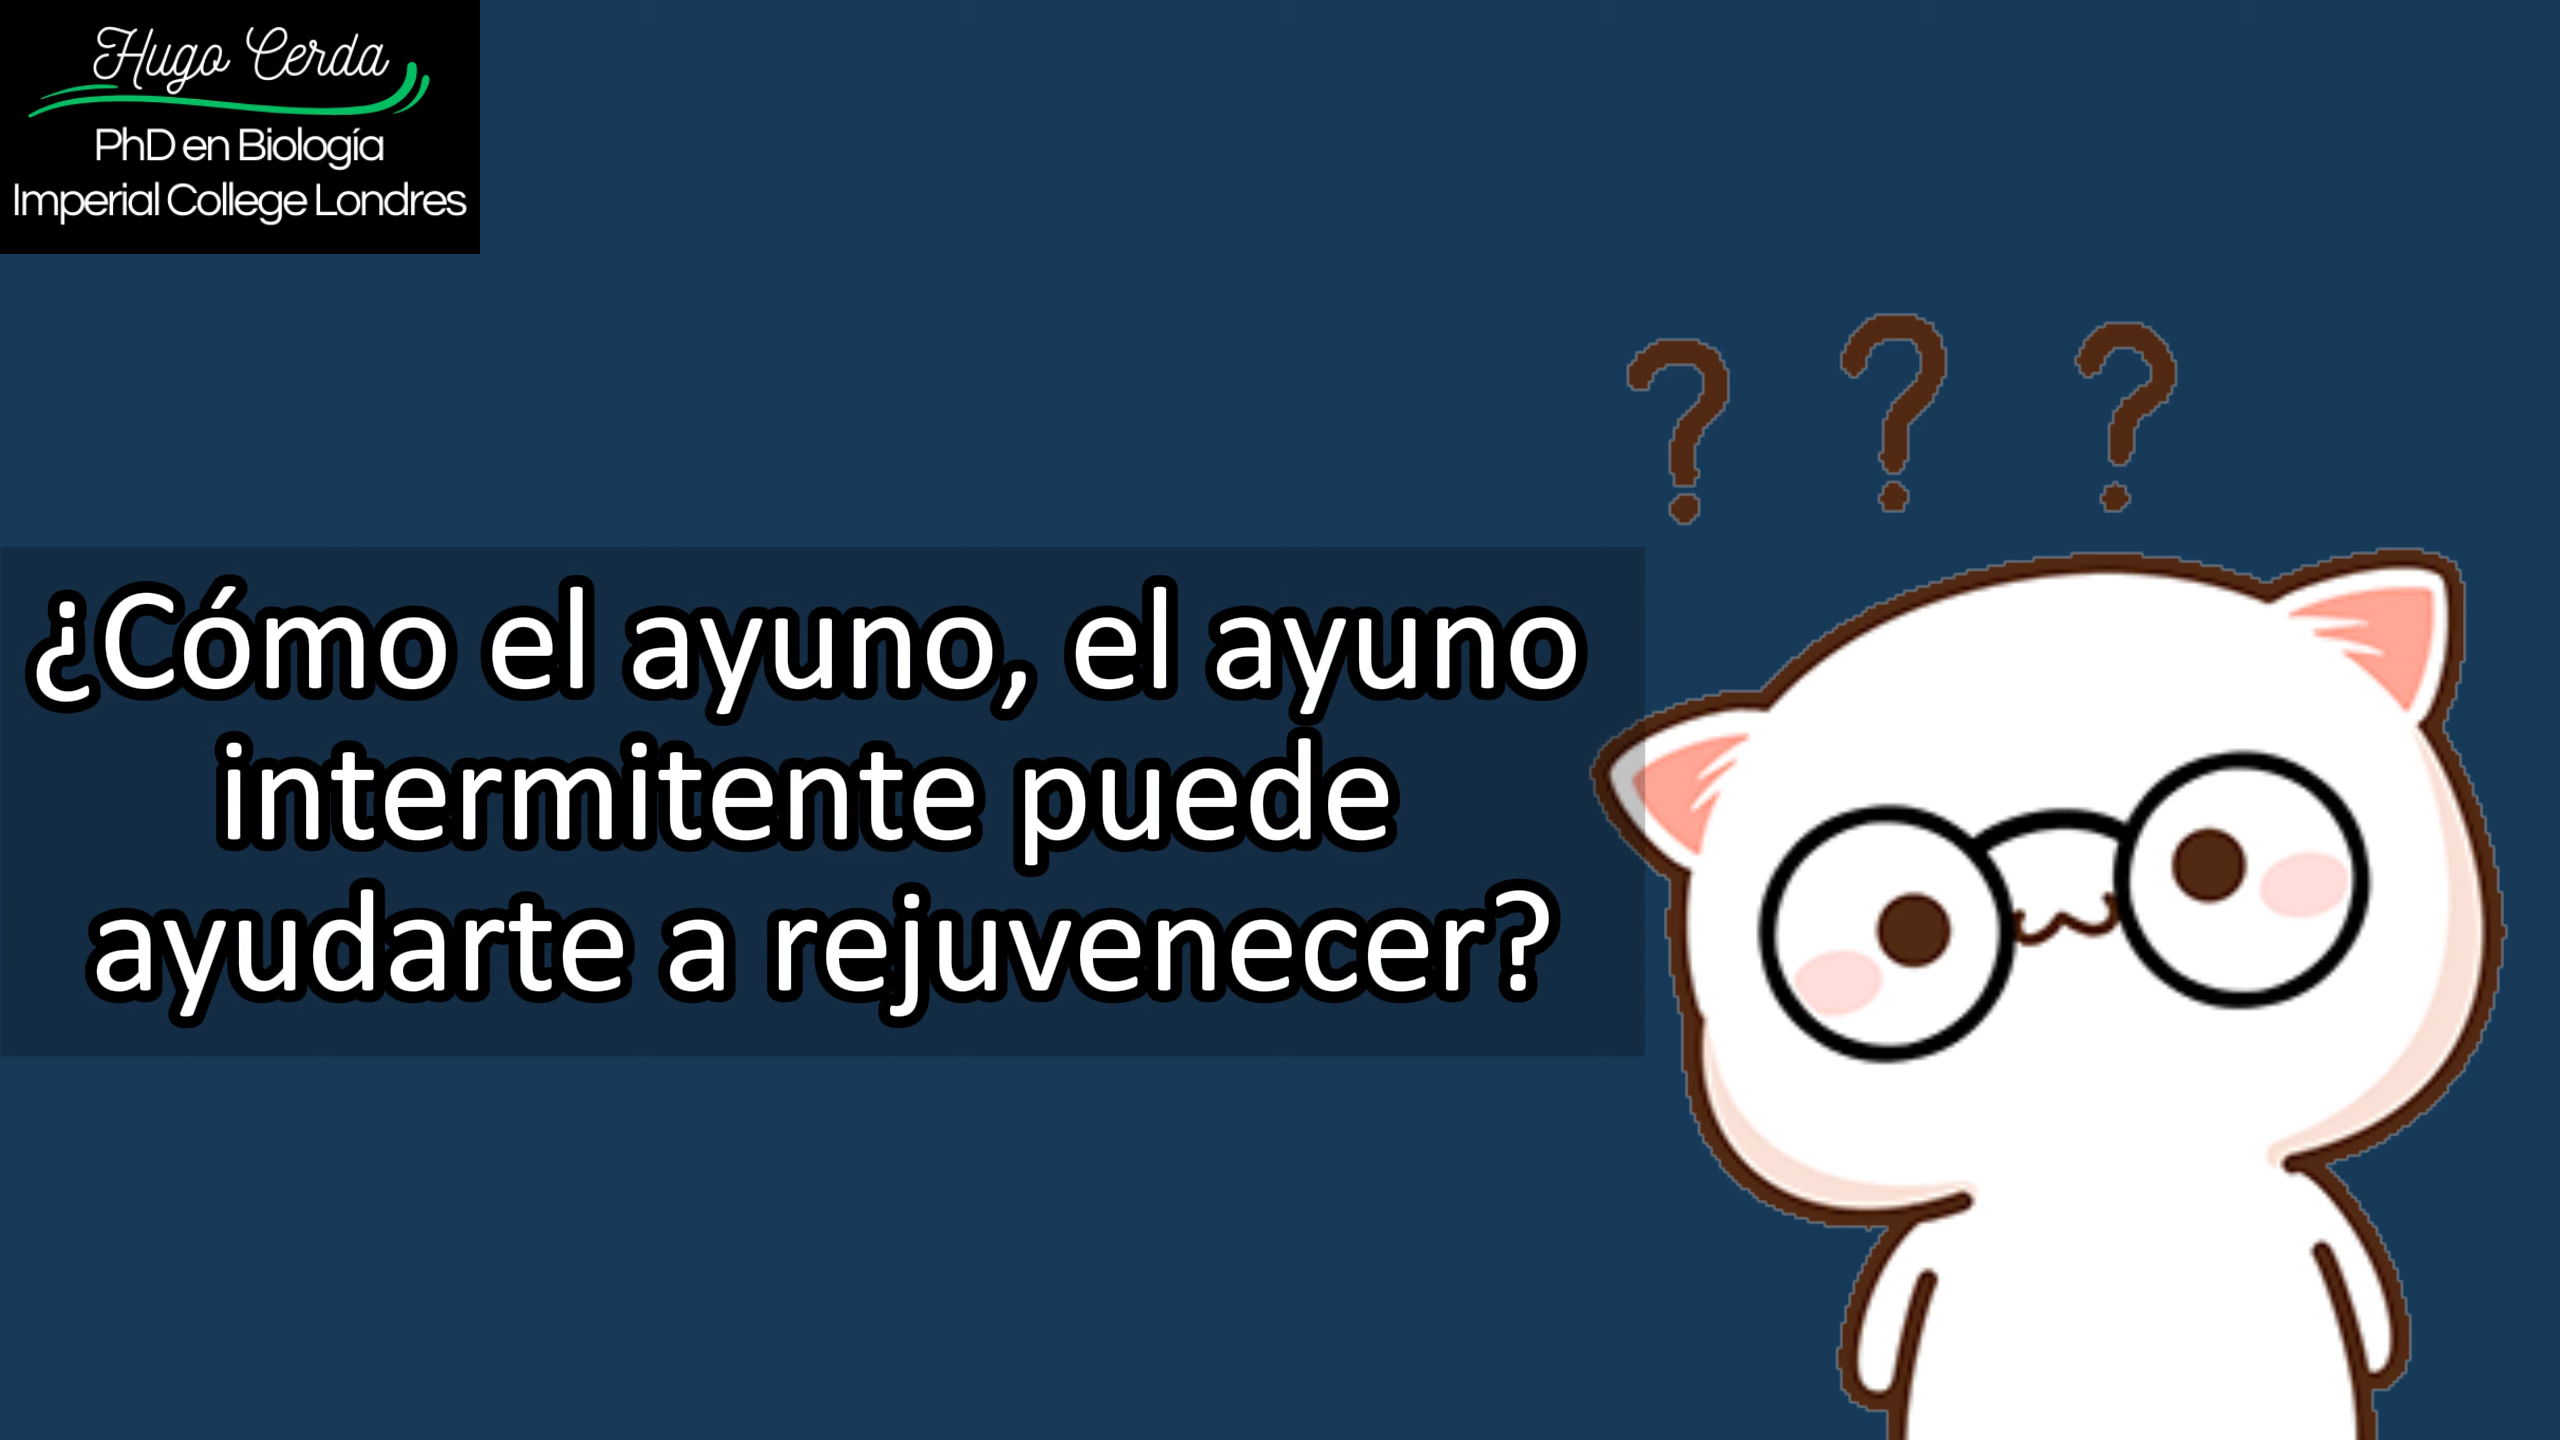 Hugo Cerda
PhD en Biología
Imperial College Londres
? ? ?
¿Cómo el ayuno, el ayuno
intermitente puede
ayudarte a rejuvenecer?